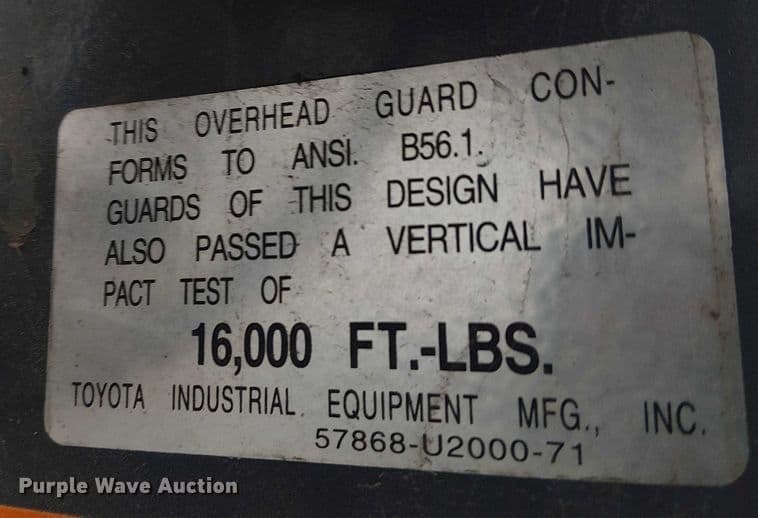 THIS OVERHEAD GUARD CON-
FORMS TO ANSI. B56.1.
GUARDS OF THIS DESIGN HAVE
ALSO PASSED A VERTICAL IM-
PACT TEST OF
16,000 FT.-LBS.
TOYOTA INDUSTRIAL EQUIPMENT MFG., INC.
57868-U2000-71
Purple Wave Auction